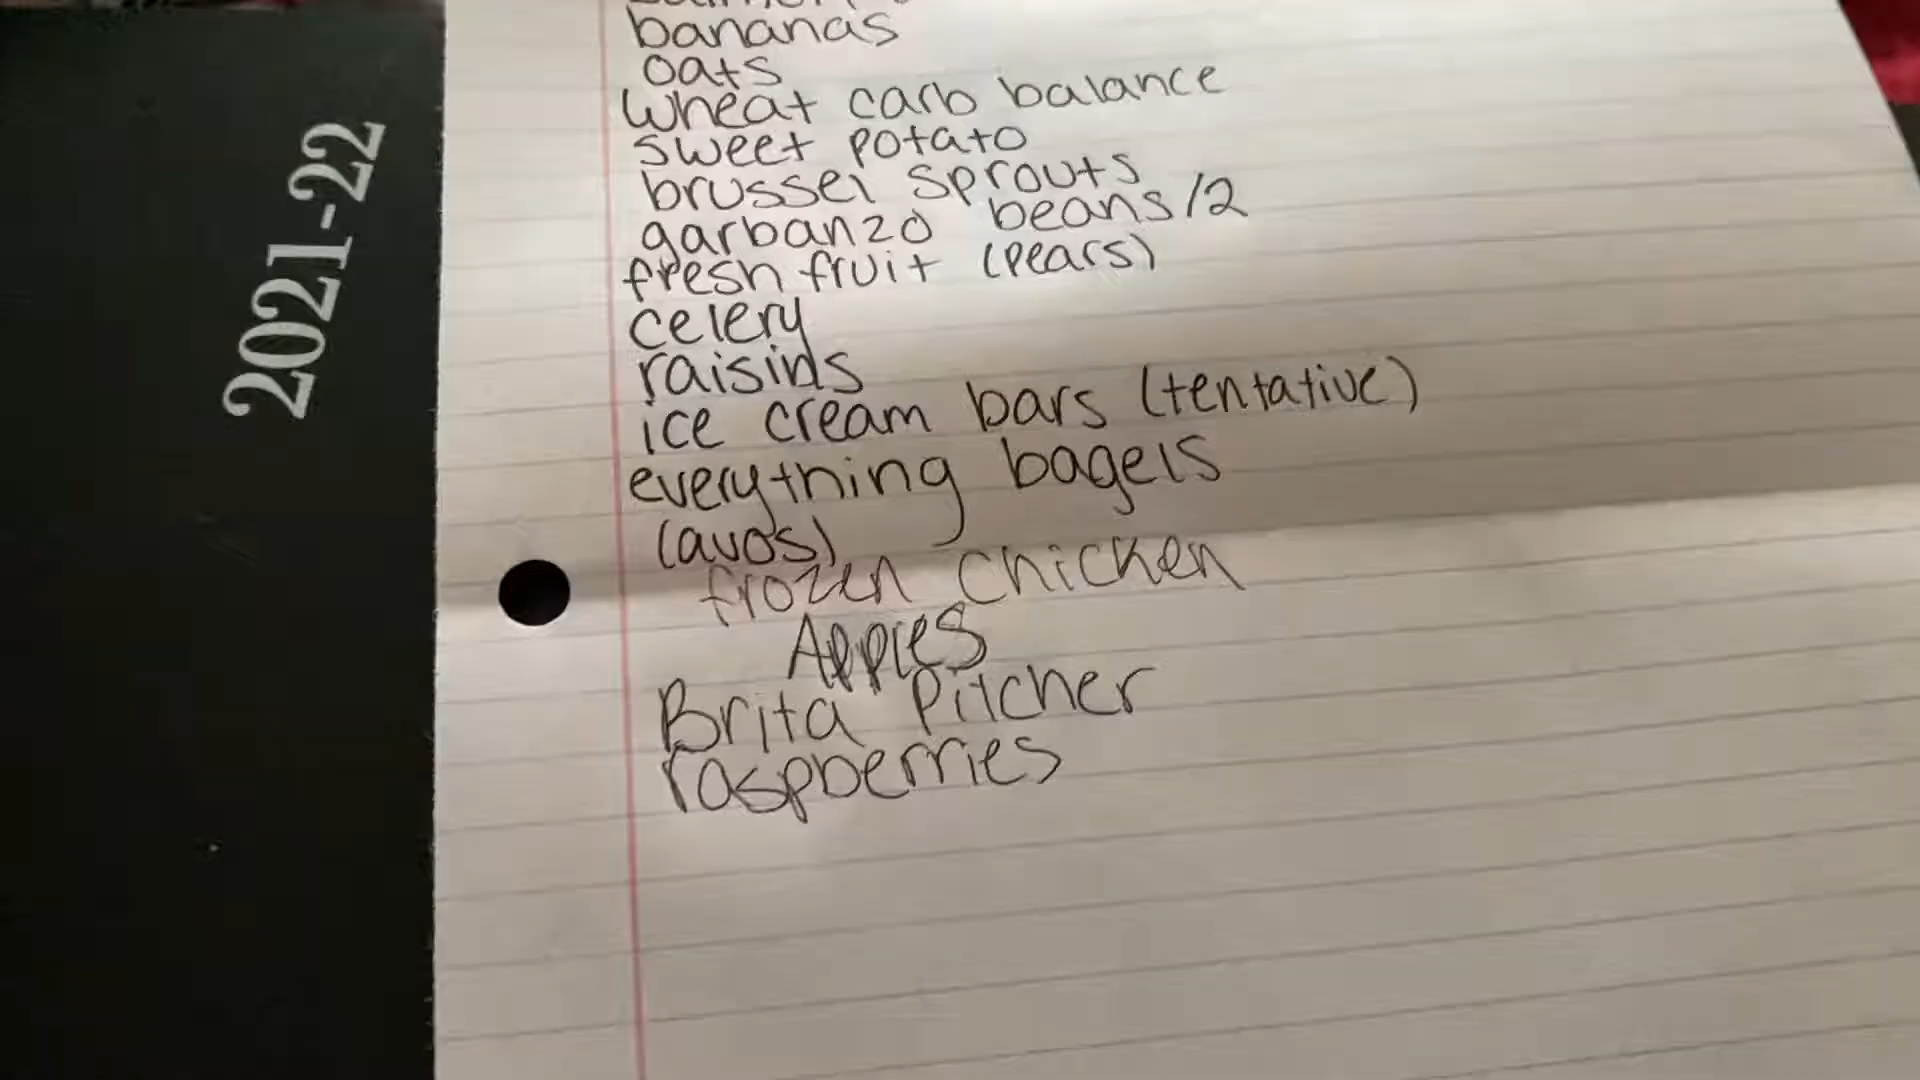 2021-22
bananas
oats
wheat carb balance
sweet potato
brussel sprouts
garbanzo beans/2
fresh fruit (pears)
celery
raisins
ice cream bars (tentative)
everything bagels
(avos)
frozen chicken
Apples
Brita Pitcher
raspberries